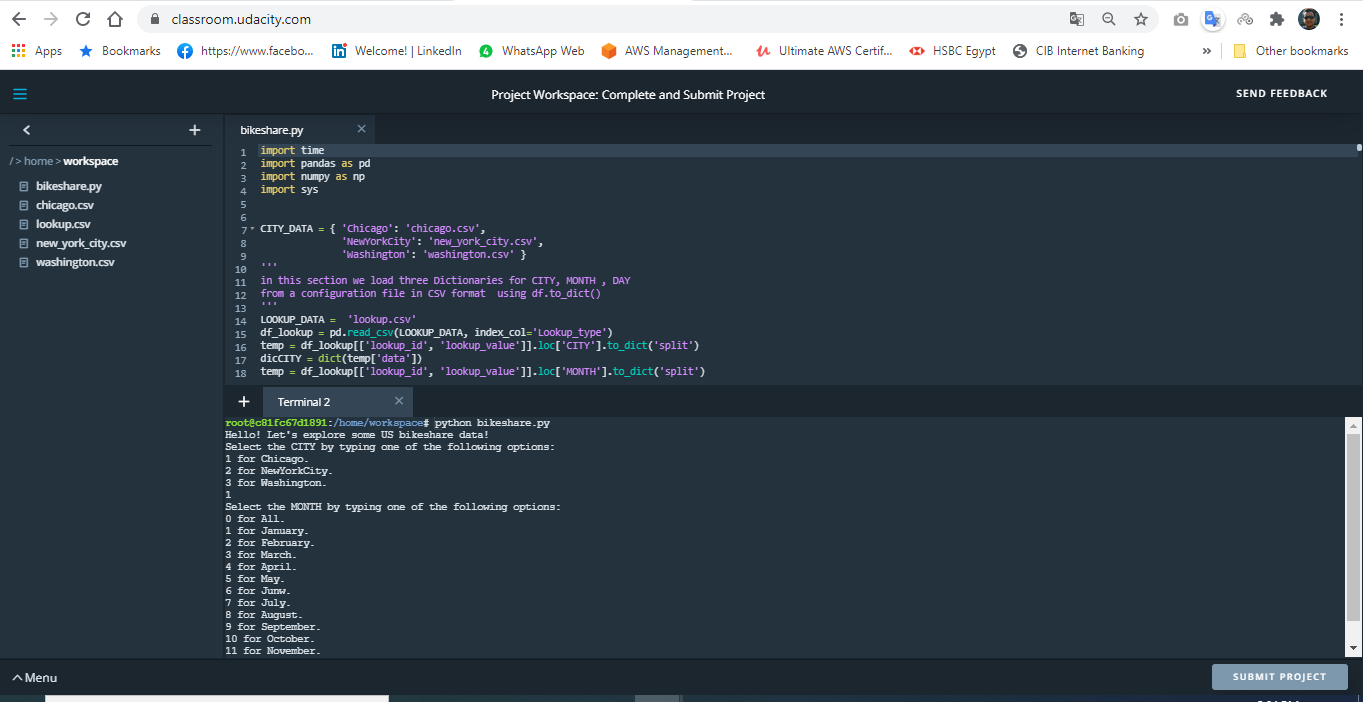 classroom.udacity.com
Apps Bookmarks https://www.facebo... Welcome! | LinkedIn WhatsApp Web AWS Management... Ultimate AWS Certif... HSBC Egypt CIB Internet Banking » Other bookmarks
Project Workspace: Complete and Submit Project
SEND FEEDBACK
/ > home > workspace
bikeshare.py
chicago.csv
lookup.csv
new_york_city.csv
washington.csv
bikeshare.py
1 import time
2 import pandas as pd
3 import numpy as np
4 import sys
5
6
7 CITY_DATA = { 'Chicago': 'chicago.csv',
8 'NewYorkCity': 'new_york_city.csv',
9 'Washington': 'washington.csv' }
10 '''
11 in this section we load three Dictionaries for CITY, MONTH , DAY
12 from a configuration file in CSV format  using df.to_dict()
13 '''
14 LOOKUP_DATA =  'lookup.csv'
15 df_lookup = pd.read_csv(LOOKUP_DATA, index_col='Lookup_type')
16 temp = df_lookup[['lookup_id', 'lookup_value']].loc['CITY'].to_dict('split')
17 dicCITY = dict(temp['data'])
18 temp = df_lookup[['lookup_id', 'lookup_value']].loc['MONTH'].to_dict('split')
Terminal 2
root@c81fc67d1891:/home/workspace# python bikeshare.py
Hello! Let's explore some US bikeshare data!
Select the CITY by typing one of the following options:
1 for Chicago.
2 for NewYorkCity.
3 for Washington.
1
Select the MONTH by typing one of the following options:
0 for All.
1 for January.
2 for February.
3 for March.
4 for April.
5 for May.
6 for Junw.
7 for July.
8 for August.
9 for September.
10 for October.
11 for November.
Menu
SUBMIT PROJECT